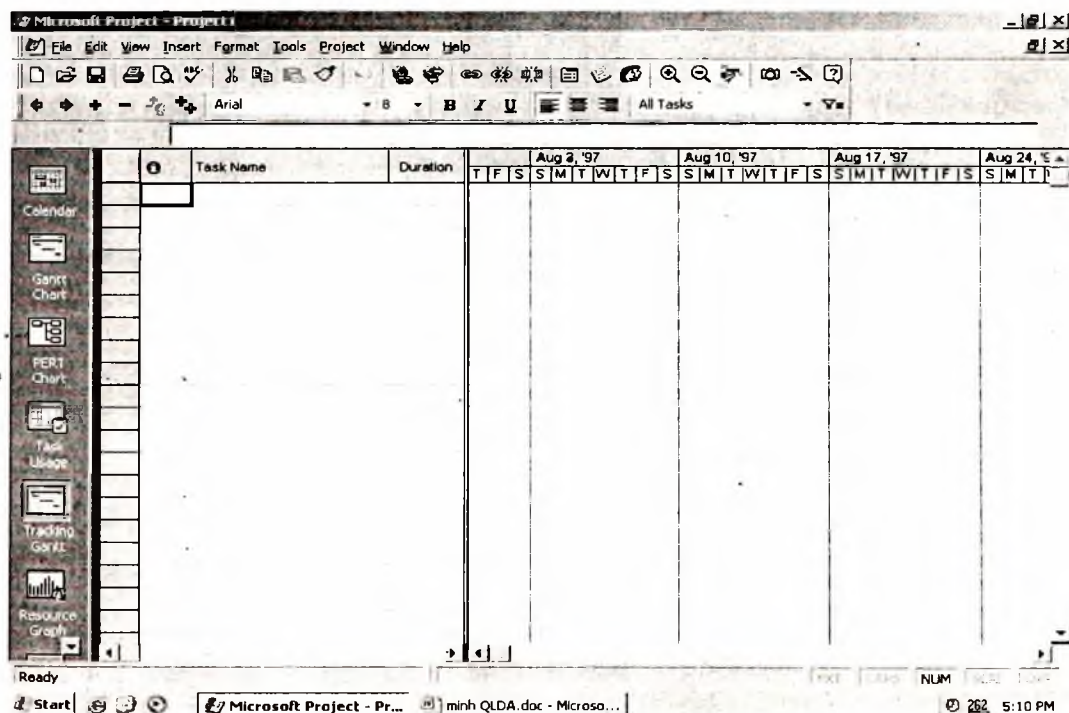 Microsoft Project - Project1
File Edit View Insert Format Tools Project Window Help
Arial 8 B I U All Tasks
Task Name Duration Aug 3, '97 Aug 10, '97 Aug 17, '97 Aug 24, '9
T F S S M T W T F S S M T W T F S S M T W T F S S M T
Calendar
Gantt Chart
PERT Chart
Task Usage
Tracking Gantt
Resource Graph
Ready NUM
Start Microsoft Project - Pr... minh QLDA.doc - Microso... 262 5:10 PM